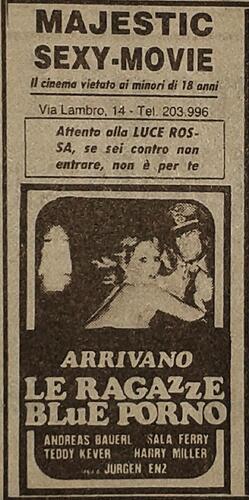 MAJESTIC
SEXY-MOVIE
Il cinema vietato ai minori di 18 anni
Via Lambro, 14 - Tel. 203.996
Attento alla LUCE ROS-
SA, se sei contro non
entrare, non è per te
ARRIVANO
LE RAGAZZE
BLUE PORNO
ANDREAS BAUERL SALA FERRY
TEDDY KEVER HARRY MILLER
JURGEN ENZ